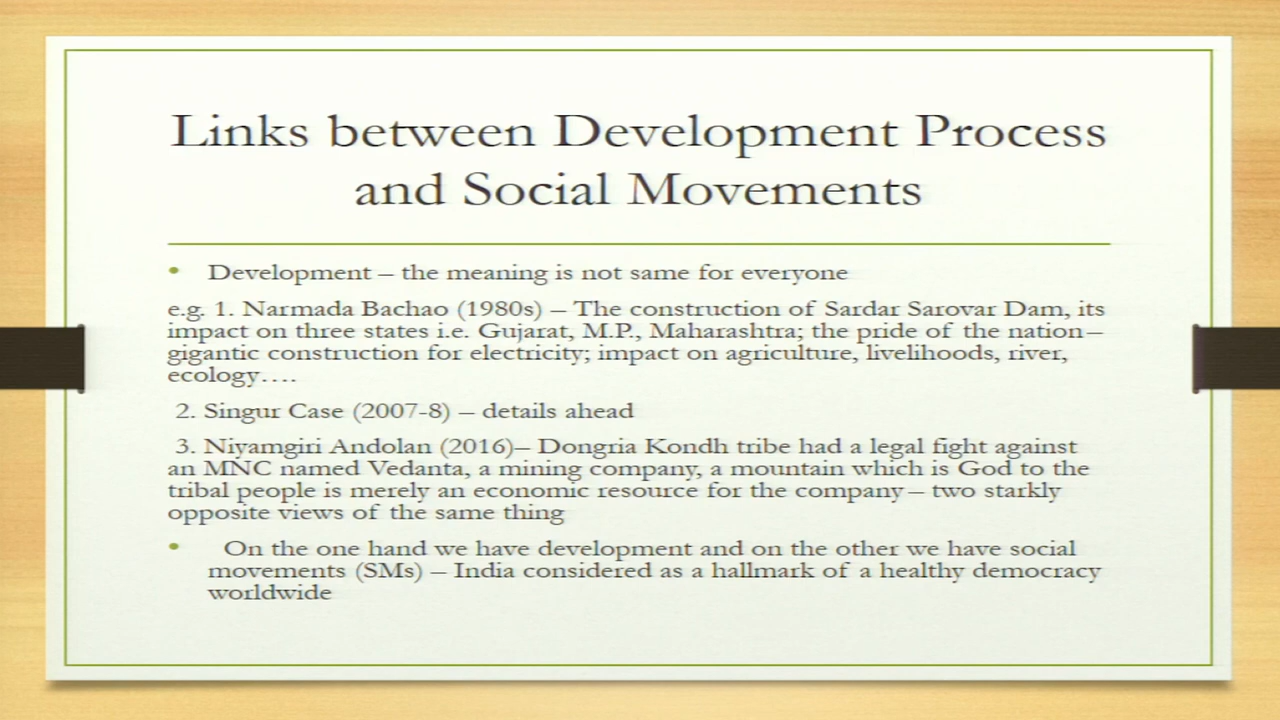 Links between Development Process
and Social Movements
• Development – the meaning is not same for everyone
e.g. 1. Narmada Bachao (1980s) – The construction of Sardar Sarovar Dam, its
impact on three states i.e. Gujarat, M.P., Maharashtra; the pride of the nation–
gigantic construction for electricity; impact on agriculture, livelihoods, river,
ecology….
2. Singur Case (2007-8) – details ahead
3. Niyamgiri Andolan (2016)– Dongria Kondh tribe had a legal fight against
an MNC named Vedanta, a mining company, a mountain which is God to the
tribal people is merely an economic resource for the company– two starkly
opposite views of the same thing
• On the one hand we have development and on the other we have social
movements (SMs) – India considered as a hallmark of a healthy democracy
worldwide